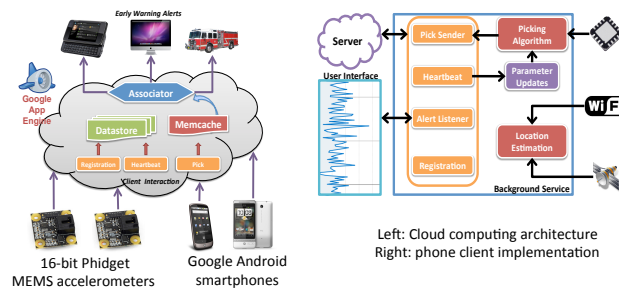 Early Warning Alerts
Google
App
Engine
Associator
Datastore
Memcache
Registration
Heartbeat
Pick
Client Interaction
16-bit Phidget
MEMS accelerometers
Google Android
smartphones
Server
User Interface
Pick Sender
Heartbeat
Alert Listener
Registration
Picking
Algorithm
Parameter
Updates
Location
Estimation
Background Service
WiF
Left: Cloud computing architecture
Right: phone client implementation